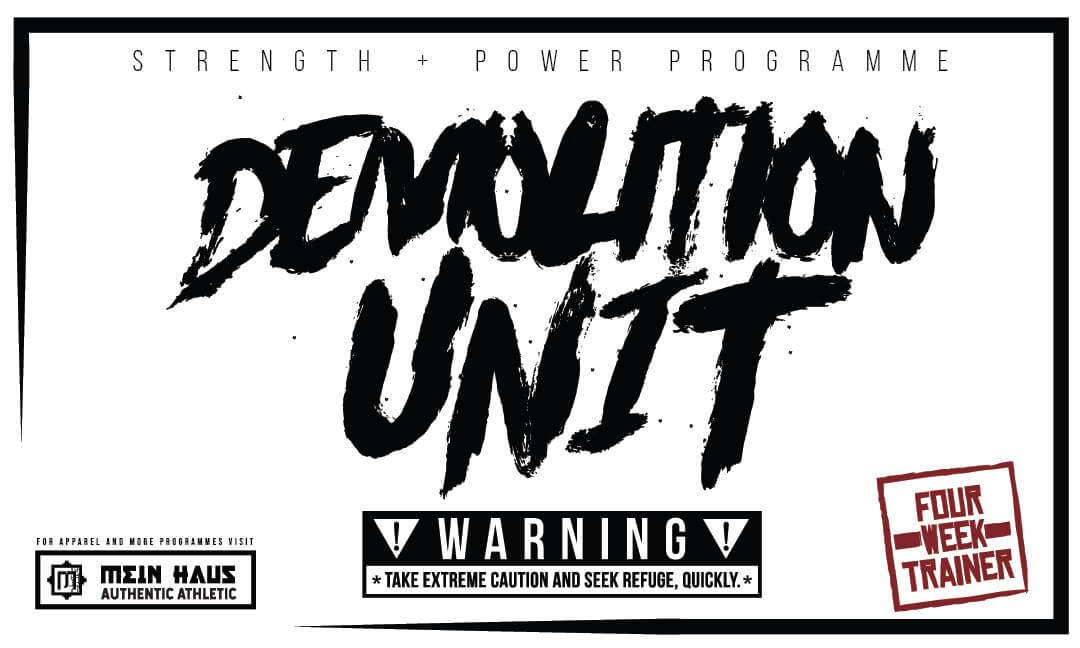 STRENGTH + POWER PROGRAMME
DEMOLITION
UNIT
! WARNING !
*TAKE EXTREME CAUTION AND SEEK REFUGE, QUICKLY.*
FOR APPAREL AND MORE PROGRAMMES VISIT
M MEIN HAUS
AUTHENTIC ATHLETIC
FOUR
WEEK
TRAINER